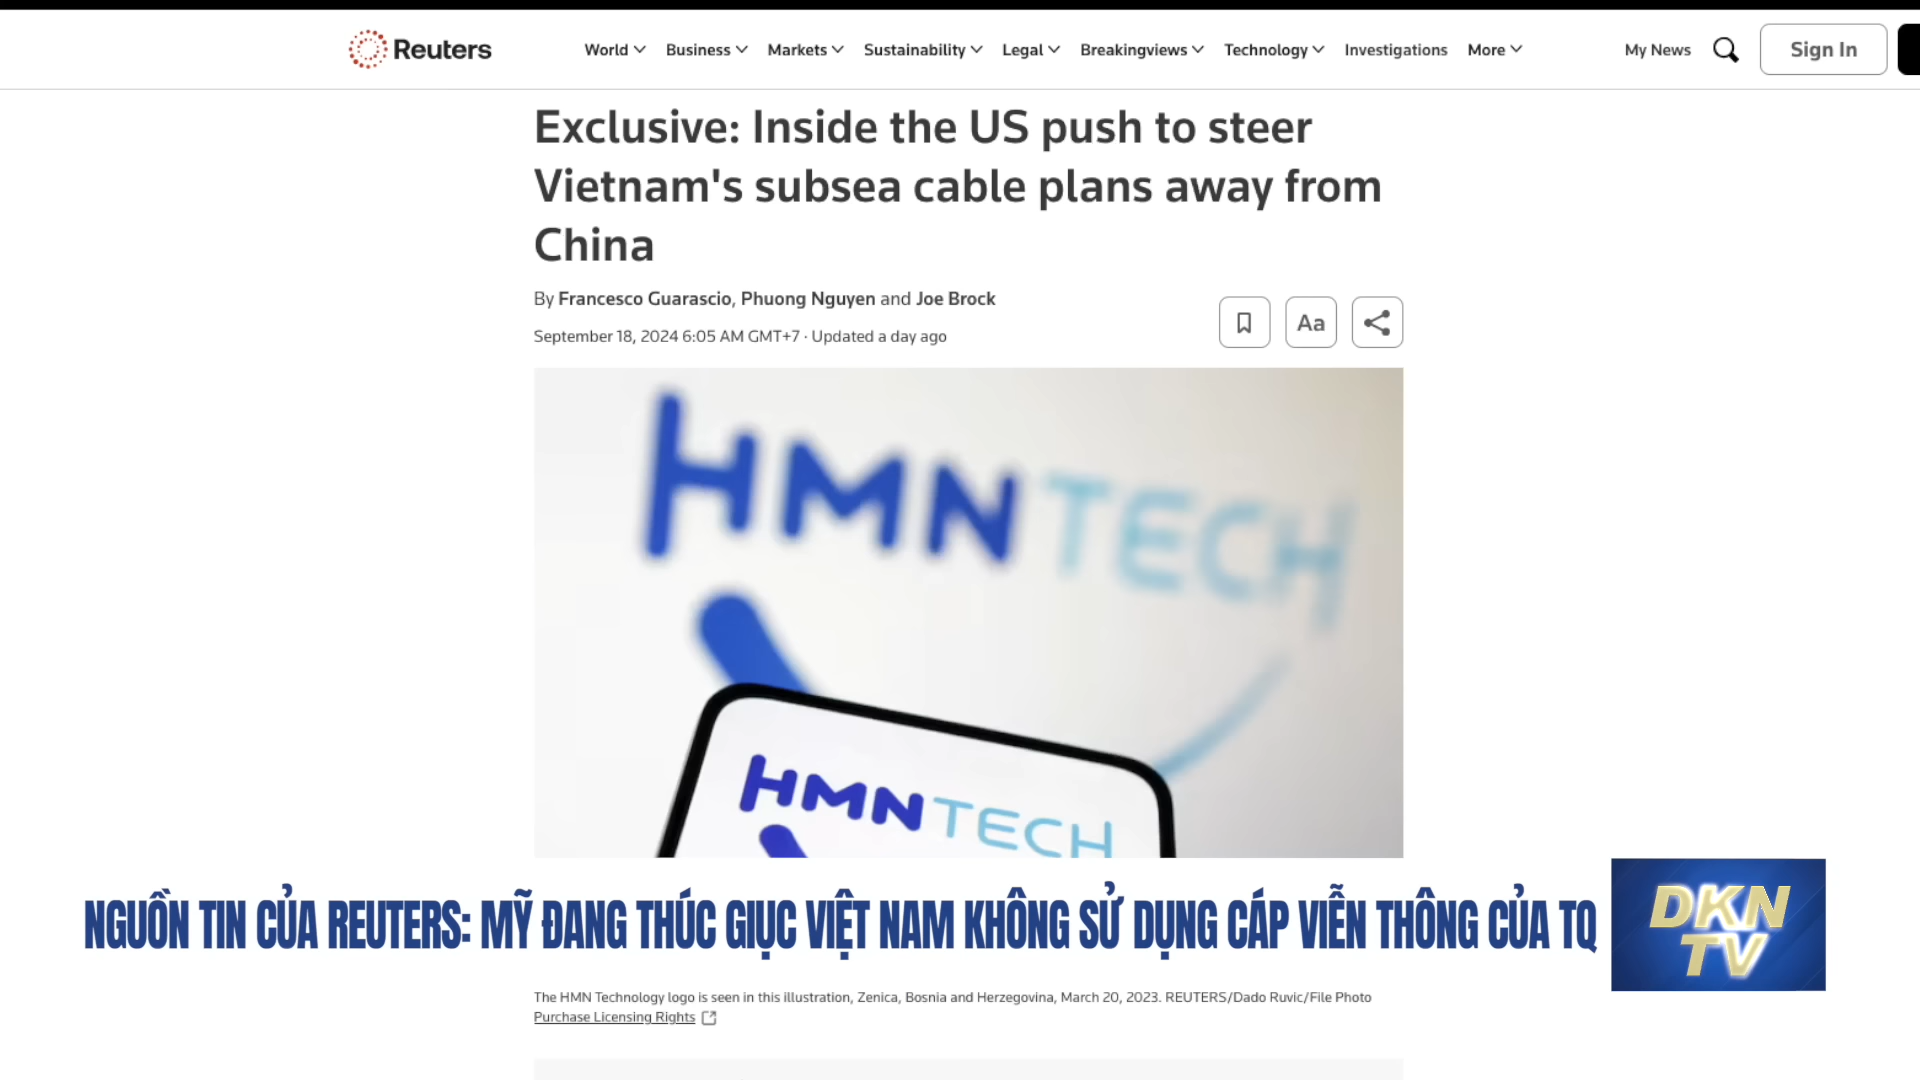 Reuters
World Business Markets Sustainability Legal Breakingviews Technology Investigations More My News Sign In
Exclusive: Inside the US push to steer
Vietnam's subsea cable plans away from
China
By Francesco Guarascio, Phuong Nguyen and Joe Brock
September 18, 2024 6:05 AM GMT+7 · Updated a day ago
Aa
HMN TECH
HMN TECH
NGUỒN TIN CỦA REUTERS: MỸ ĐANG THÚC GIỤC VIỆT NAM KHÔNG SỬ DỤNG CÁP VIỄN THÔNG CỦA TQ
DKN
TV
The HMN Technology logo is seen in this illustration, Zenica, Bosnia and Herzegovina, March 20, 2023. REUTERS/Dado Ruvic/File Photo
Purchase Licensing Rights